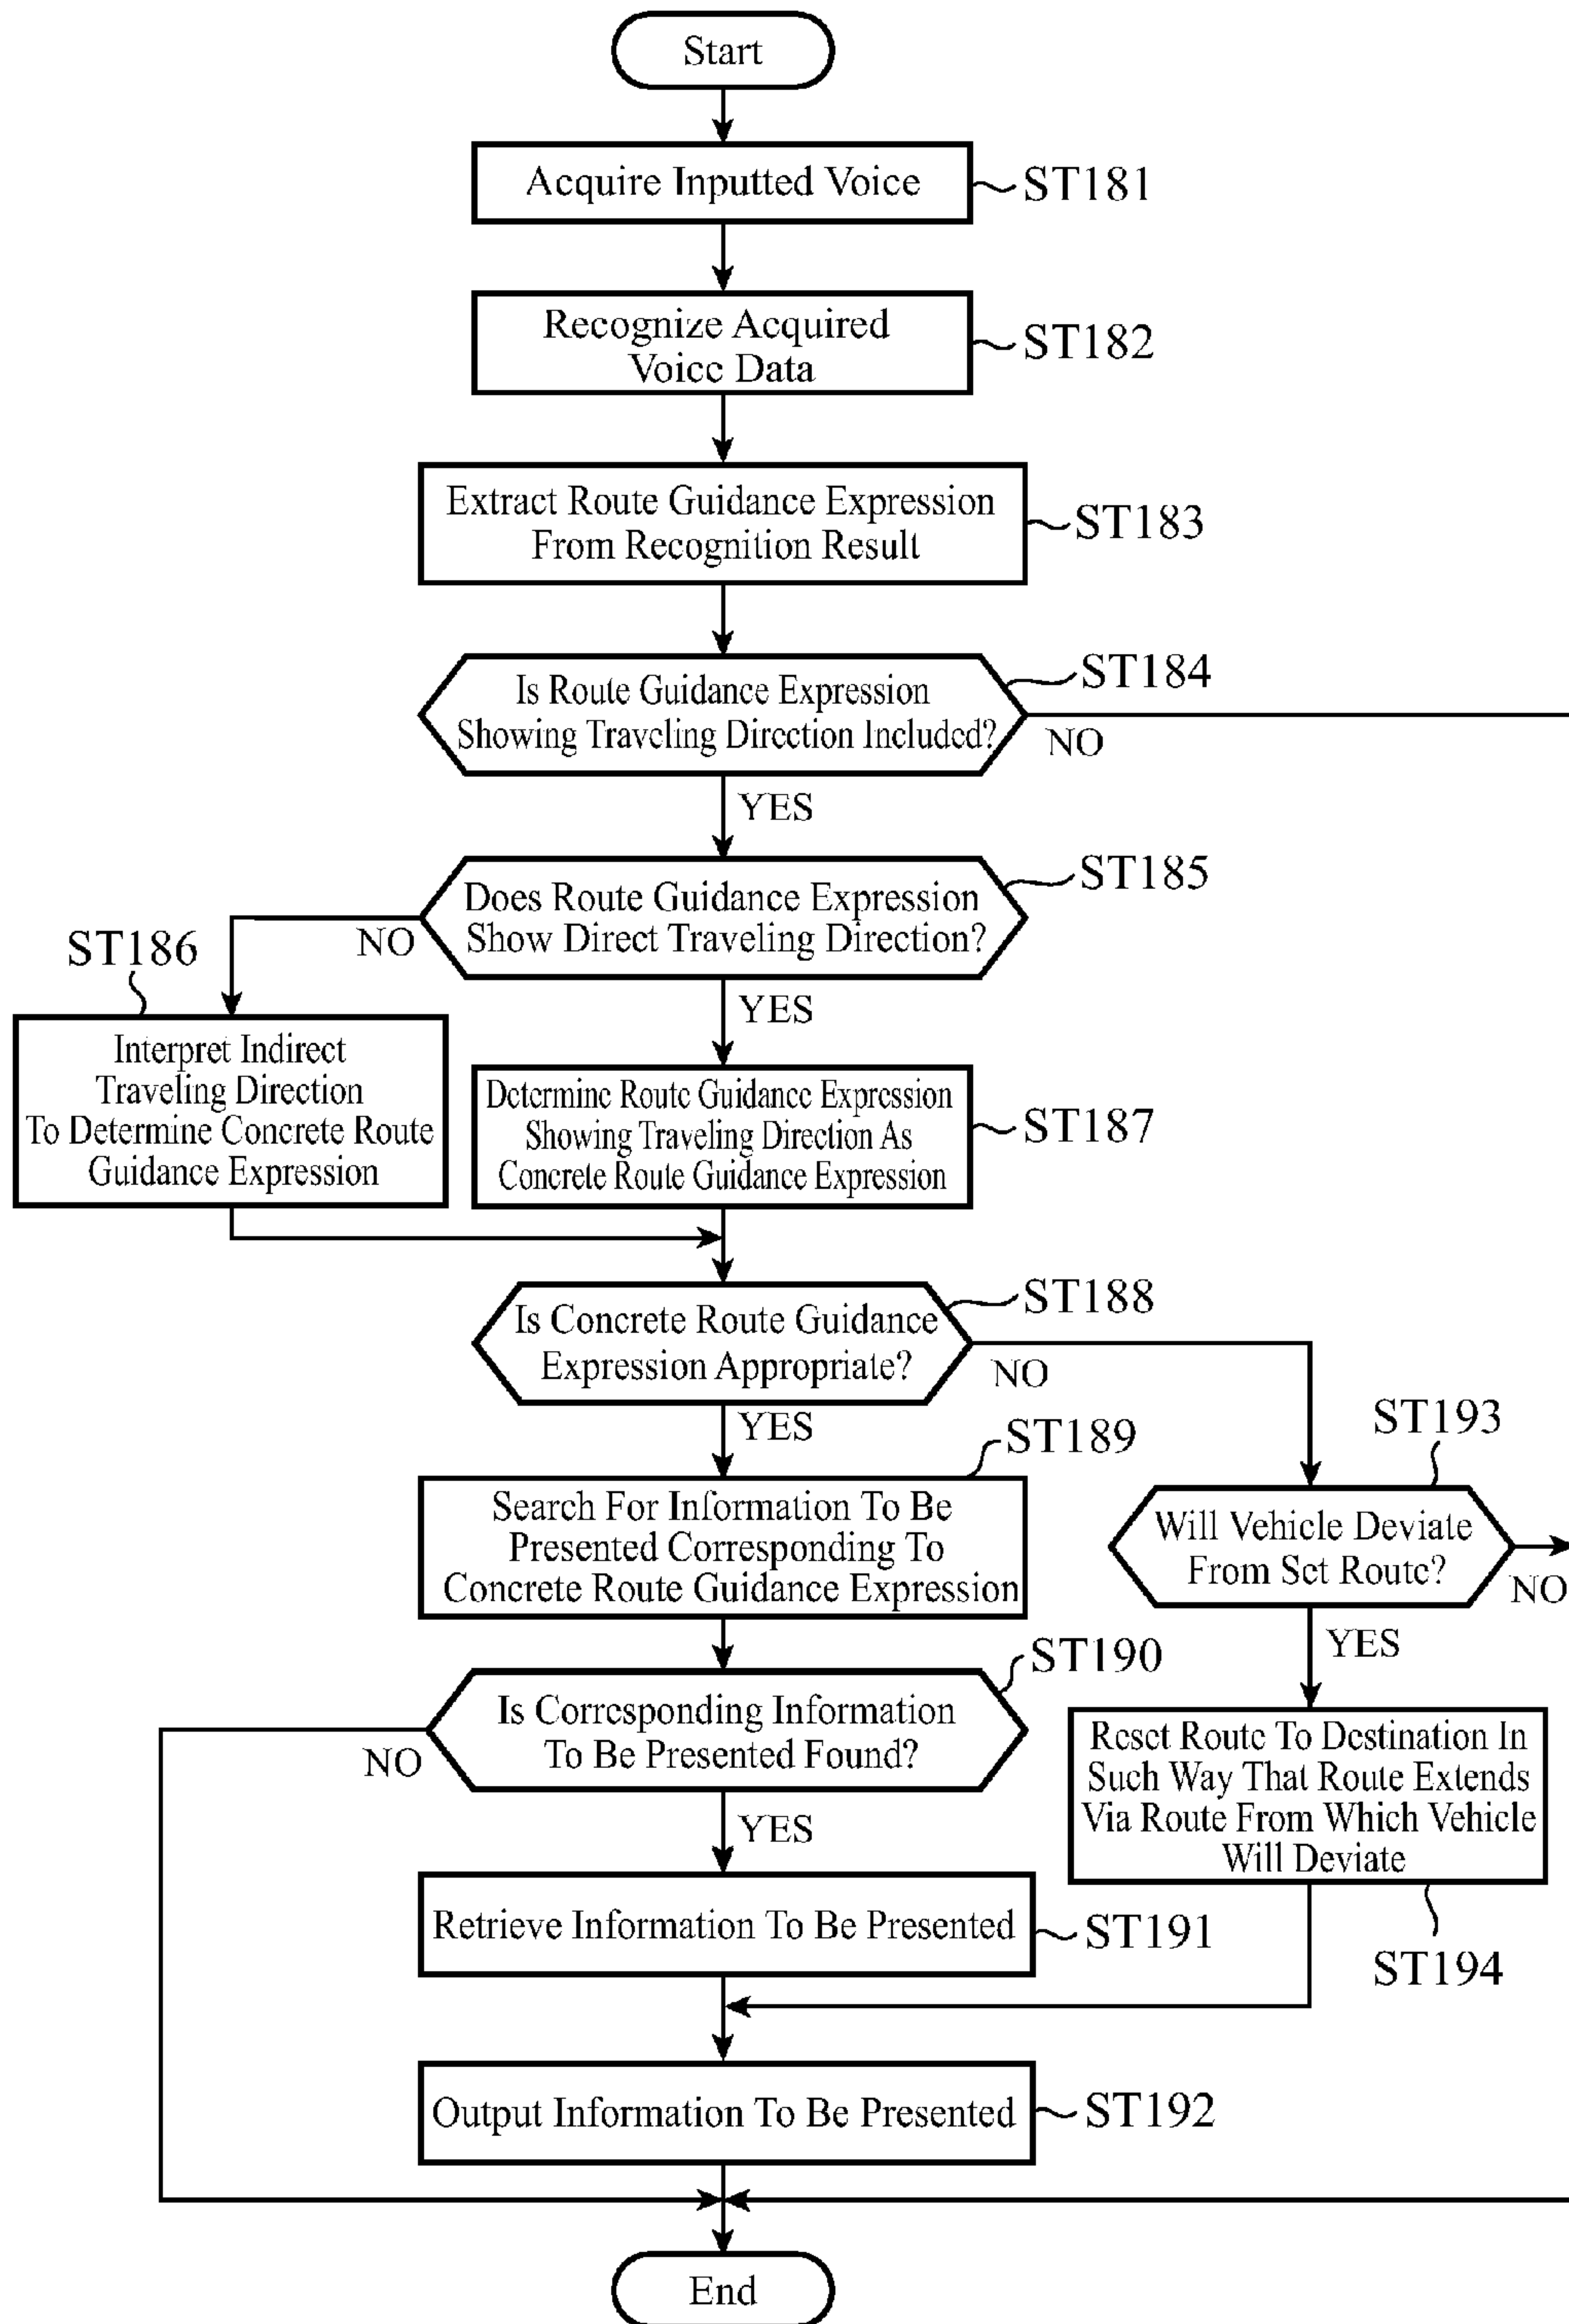 Start
Acquire Inputted Voice
ST181
Recognize Acquired
Voice Data
ST182
Extract Route Guidance Expression
From Recognition Result
ST183
Is Route Guidance Expression
Showing Traveling Direction Included?
ST184
NO
YES
Does Route Guidance Expression
Show Direct Traveling Direction?
ST185
NO
YES
ST186
Interpret Indirect
Traveling Direction
To Determine Concrete Route
Guidance Expression
Determine Route Guidance Expression
Showing Traveling Direction As
Concrete Route Guidance Expression
ST187
Is Concrete Route Guidance
Expression Appropriate?
ST188
NO
YES
ST189
Search For Information To Be
Presented Corresponding To
Concrete Route Guidance Expression
ST193
Will Vehicle Deviate
From Set Route?
NO
YES
ST190
Is Corresponding Information
To Be Presented Found?
NO
YES
Reset Route To Destination In
Such Way That Route Extends
Via Route From Which Vehicle
Will Deviate
ST194
Retrieve Information To Be Presented
ST191
Output Information To Be Presented
ST192
End